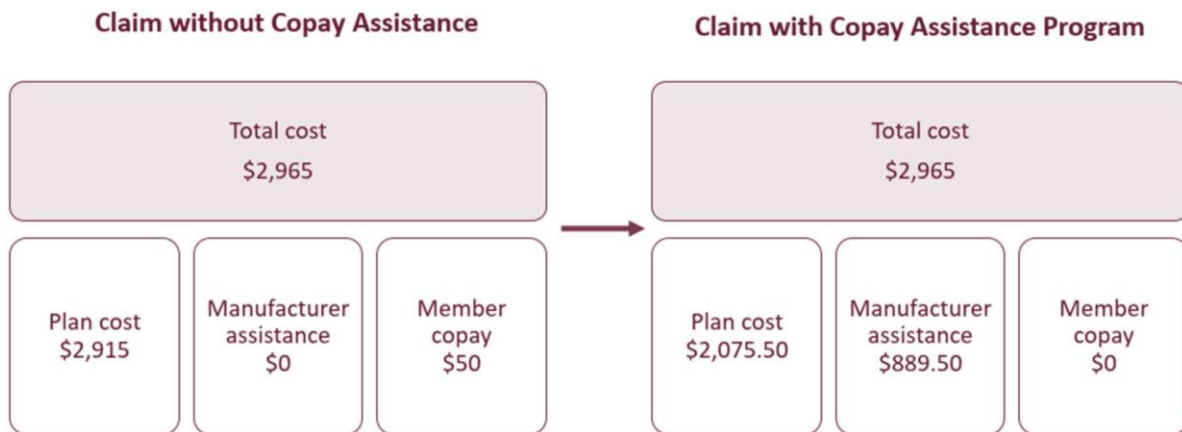 Claim without Copay Assistance
Total cost
$2,965
Plan cost
$2,915
Manufacturer
assistance
$0
Member
copay
$50
Claim with Copay Assistance Program
Total cost
$2,965
Plan cost
$2,075.50
Manufacturer
assistance
$889.50
Member
copay
$0